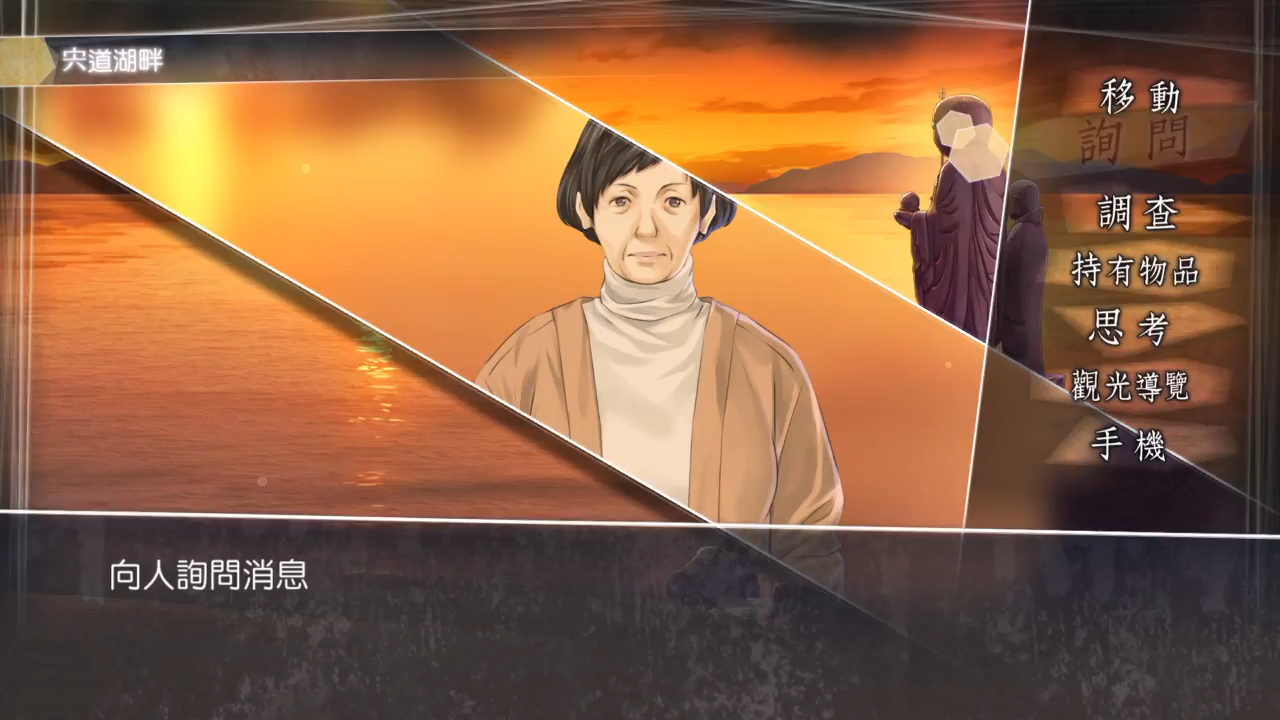 宍道湖畔
移動
詢問
調查
持有物品
思考
觀光導覽
手機
向人詢問消息